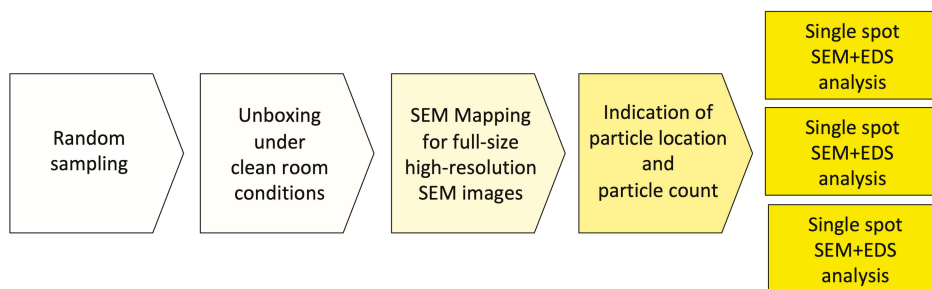 Random
sampling
Unboxing
under
clean room
conditions
SEM Mapping
for full-size
high-resolution
SEM images
Indication of
particle location
and
particle count
Single spot
SEM+EDS
analysis
Single spot
SEM+EDS
analysis
Single spot
SEM+EDS
analysis